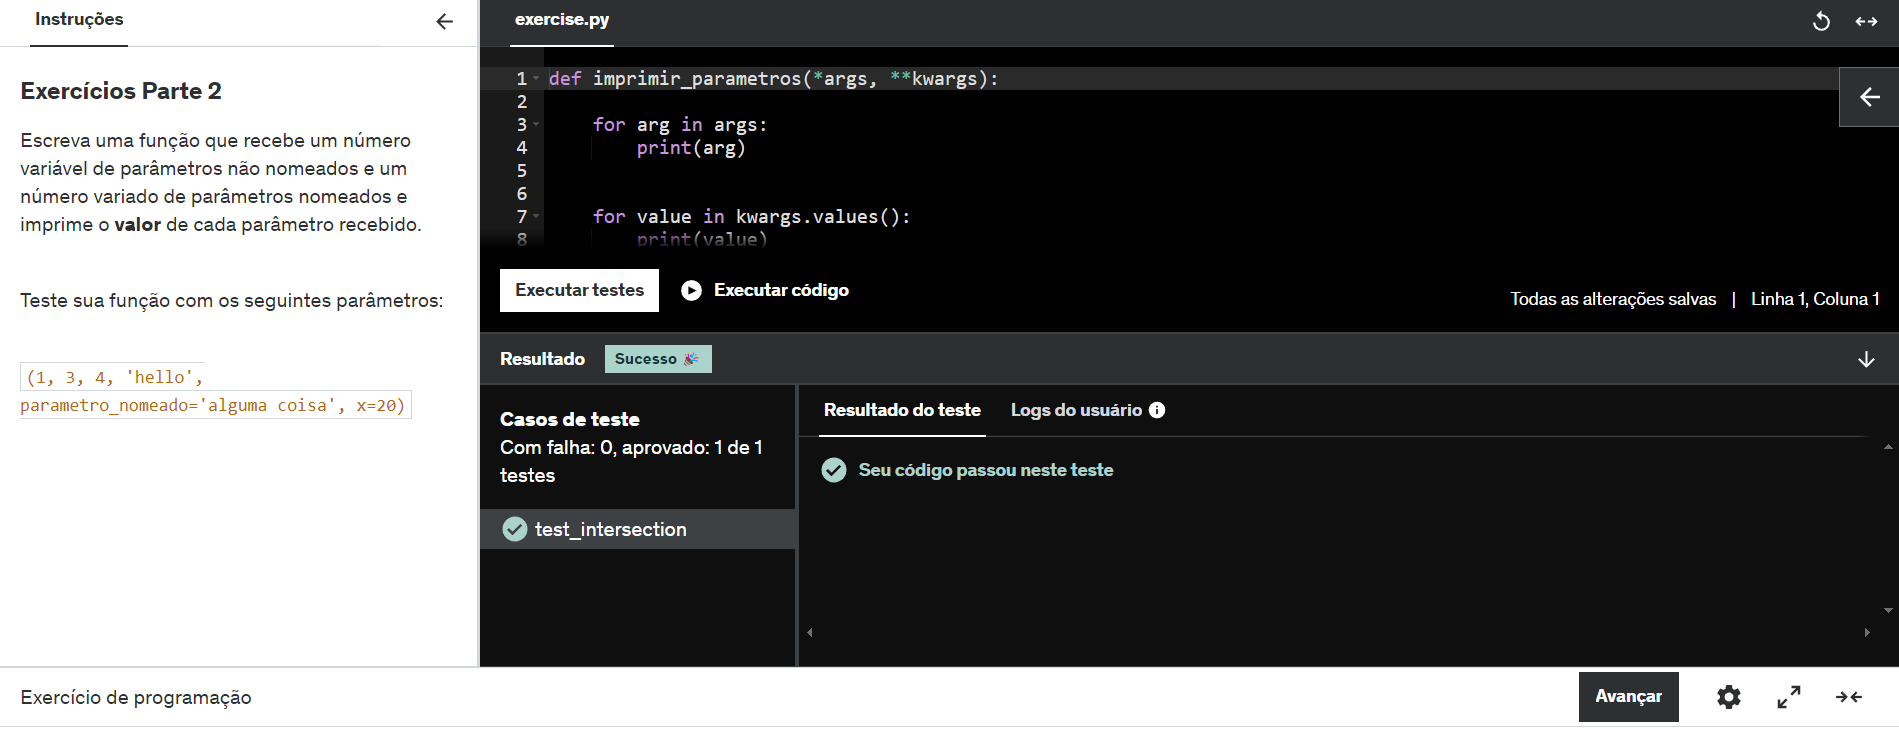 Instruções
Exercícios Parte 2
Escreva uma função que recebe um número
variável de parâmetros não nomeados e um
número variado de parâmetros nomeados e
imprime o valor de cada parâmetro recebido.
Teste sua função com os seguintes parâmetros:
(1, 3, 4, 'hello',
parametro_nomeado='alguma coisa', x=20)
exercise.py
1 def imprimir_parametros(*args, **kwargs):
2
3     for arg in args:
4         print(arg)
5
6
7     for value in kwargs.values():
8         print(value)
Executar testes Executar código
Todas as alterações salvas | Linha 1, Coluna 1
Resultado Sucesso 🎉
Casos de teste
Com falha: 0, aprovado: 1 de 1
testes
test_intersection
Resultado do teste Logs do usuário
Seu código passou neste teste
Exercício de programação
Avançar